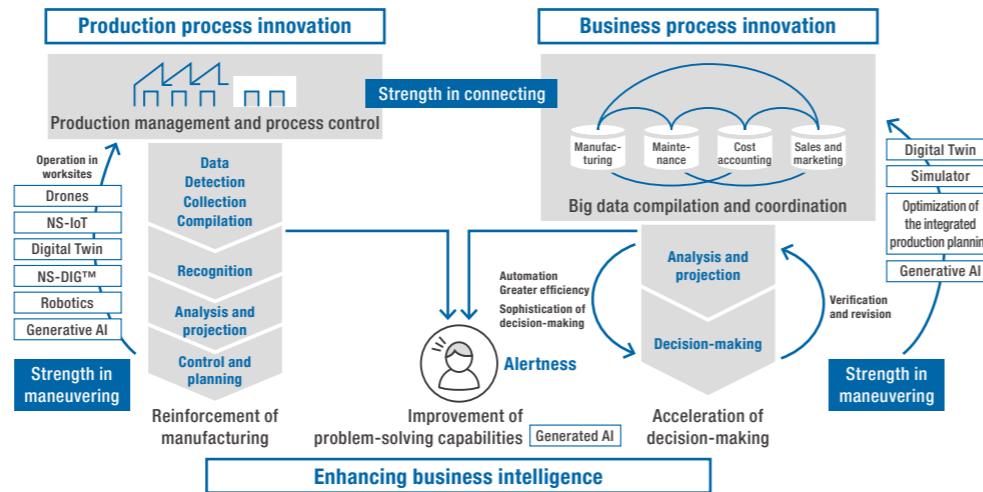 Production process innovation
Business process innovation
Production management and process control
Strength in connecting
Manufac-
turing
Mainte-
nance
Cost
accounting
Sales and
marketing
Big data compilation and coordination
Operation in
worksites
Drones
NS-IoT
Digital Twin
NS-DIG™
Robotics
Generative AI
Strength in
maneuvering
Data
Detection
Collection
Compilation
Recognition
Analysis and
projection
Control and
planning
Reinforcement of
manufacturing
Alertness
Improvement of
problem-solving capabilities
Generated AI
Automation
Greater efficiency
Sophistication of
decision-making
Analysis and
projection
Decision-making
Verification
and revision
Acceleration of
decision-making
Digital Twin
Simulator
Optimization of
the integrated
production planning
Generative AI
Strength in
maneuvering
Enhancing business intelligence